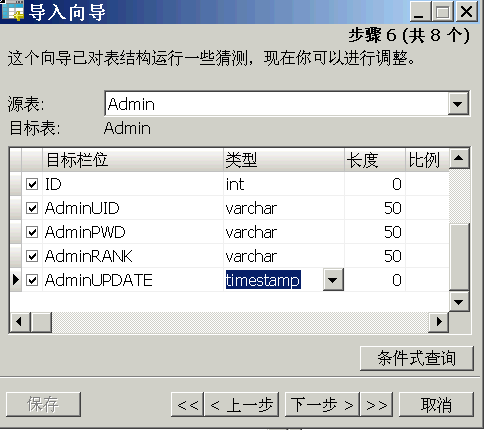 导入向导
步骤 6 (共 8 个)
这个向导已对表结构运行一些猜测，现在你可以进行调整。
源表: Admin
目标表: Admin
目标栏位 类型 长度 比例
ID int 0
AdminUID varchar 50
AdminPWD varchar 50
AdminRANK varchar 50
AdminUPDATE timestamp 0
条件式查询
保存 << < 上一步 下一步 > >> 取消